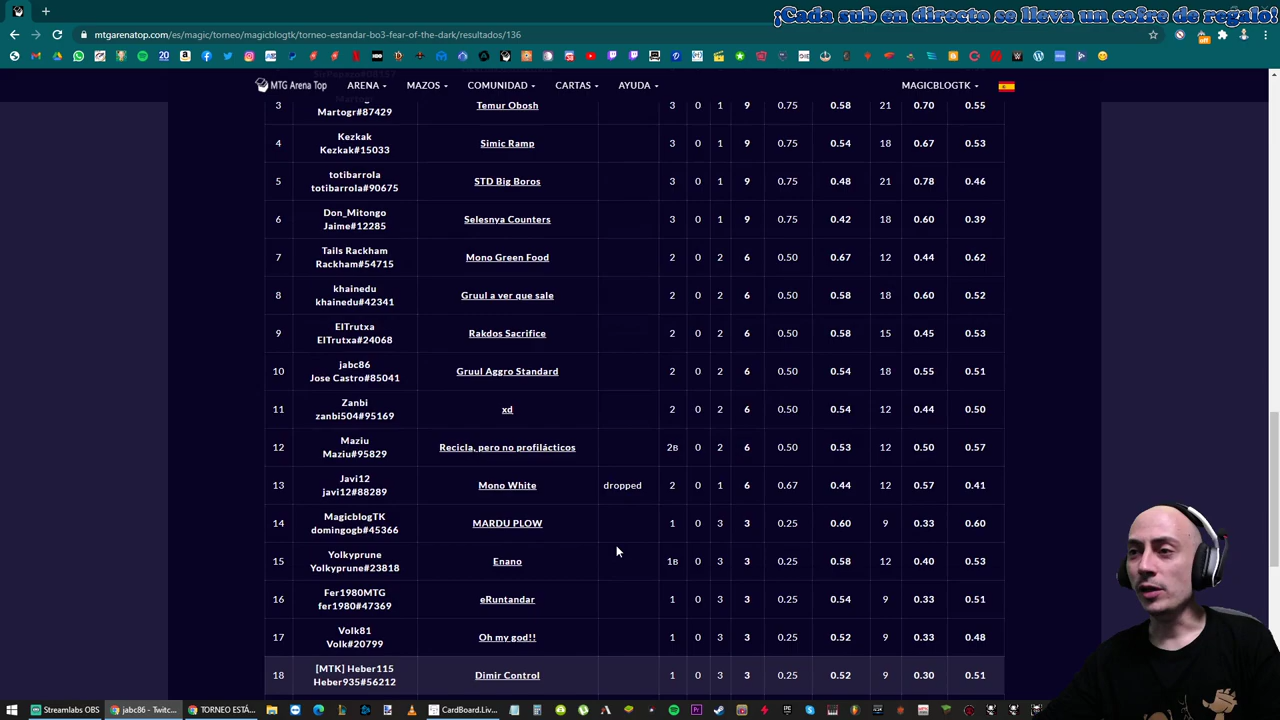 ¡Cada sub en directo se lleva un cofre de regalo!
mtgarenatop.com/es/magic/torneo/magicblogtk/torneo-estandar-bo3-fear-of-the-dark/resultados/136
MTG Arena Top ARENA MAZOS COMUNIDAD CARTAS AYUDA MAGICBLOGTK
3 Martogr#87429 Temur Obosh 3 0 1 9 0.75 0.58 21 0.70 0.55
4 Kezkak Kezkak#15033 Simic Ramp 3 0 1 9 0.75 0.54 18 0.67 0.53
5 totibarrola totibarrola#90675 STD Big Boros 3 0 1 9 0.75 0.48 21 0.78 0.46
6 Don_Mitongo Jaime#12285 Selesnya Counters 3 0 1 9 0.75 0.42 18 0.60 0.39
7 Tails Rackham Rackham#54715 Mono Green Food 2 0 2 6 0.50 0.67 12 0.44 0.62
8 khainedu khainedu#42341 Gruul a ver que sale 2 0 2 6 0.50 0.58 18 0.60 0.52
9 ElTrutxa ElTrutxa#24068 Rakdos Sacrifice 2 0 2 6 0.50 0.58 15 0.45 0.53
10 jabc86 Jose Castro#85041 Gruul Aggro Standard 2 0 2 6 0.50 0.54 18 0.55 0.51
11 Zanbi zanbi504#95169 xd 2 0 2 6 0.50 0.54 12 0.44 0.50
12 Maziu Maziu#95829 Recicla, pero no profilácticos 2B 0 2 6 0.50 0.53 12 0.50 0.57
13 Javi12 javi12#88289 Mono White dropped 2 0 1 6 0.67 0.44 12 0.57 0.41
14 MagicblogTK domingogb#45366 MARDU PLOW 1 0 3 3 0.25 0.60 9 0.33 0.60
15 Yolkyprune Yolkyprune#23818 Enano 1B 0 3 3 0.25 0.58 12 0.40 0.53
16 Fer1980MTG fer1980#47369 eRuntandar 1 0 3 3 0.25 0.54 9 0.33 0.51
17 Volk81 Volk#20799 Oh my god!! 1 0 3 3 0.25 0.52 9 0.33 0.48
18 [MTK] Heber115 Heber935#56212 Dimir Control 1 0 3 3 0.25 0.52 9 0.30 0.51
Streamlabs OBS jabc86 - Twitc... TORNEO ESTÁ... CardBoard.Liv...